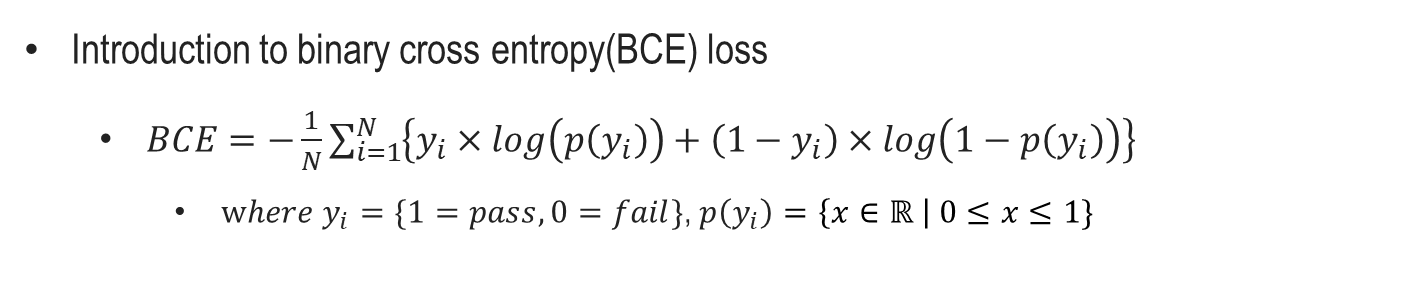 • Introduction to binary cross entropy(BCE) loss
• BCE = −\frac{1}{N}∑_{i=1}^{N}{y_i × log(p(y_i)) + (1 − y_i) × log(1 − p(y_i))}
• where y_i = {1 = pass, 0 = fail}, p(y_i) = {x ∈ ℝ | 0 ≤ x ≤ 1}